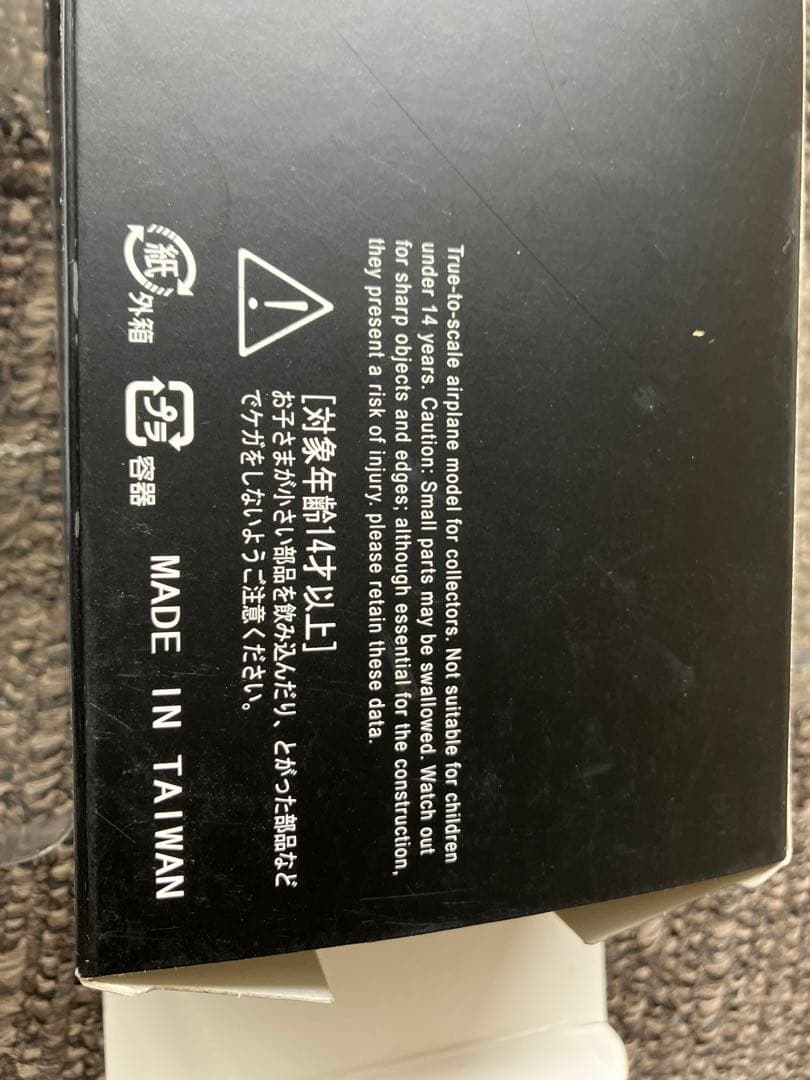 True-to-scale airplane model for collectors. Not suitable for children
under 14 years. Caution: Small parts may be swallowed. Watch out
for sharp objects and edges; although essential for the construction,
they present a risk of injury. please retain these data.
[対象年齢14才以上]
お子さまが小さい部品を飲み込んだり、とがった部品など
でケガをしないようご注意ください。
紙 外箱 プラ 容器 MADE IN TAIWAN